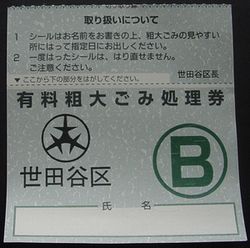 取り扱いについて
1 シールはお名前をお書きの上、粗大ごみの見やすい
所にはって指定日にお出しください。
2 一度はったシールは、はり直せません。
ご注意ください。
世田谷区長
▽ここから下の部分をはがしてください。
有料粗大ごみ処理券
世田谷区
B
氏名